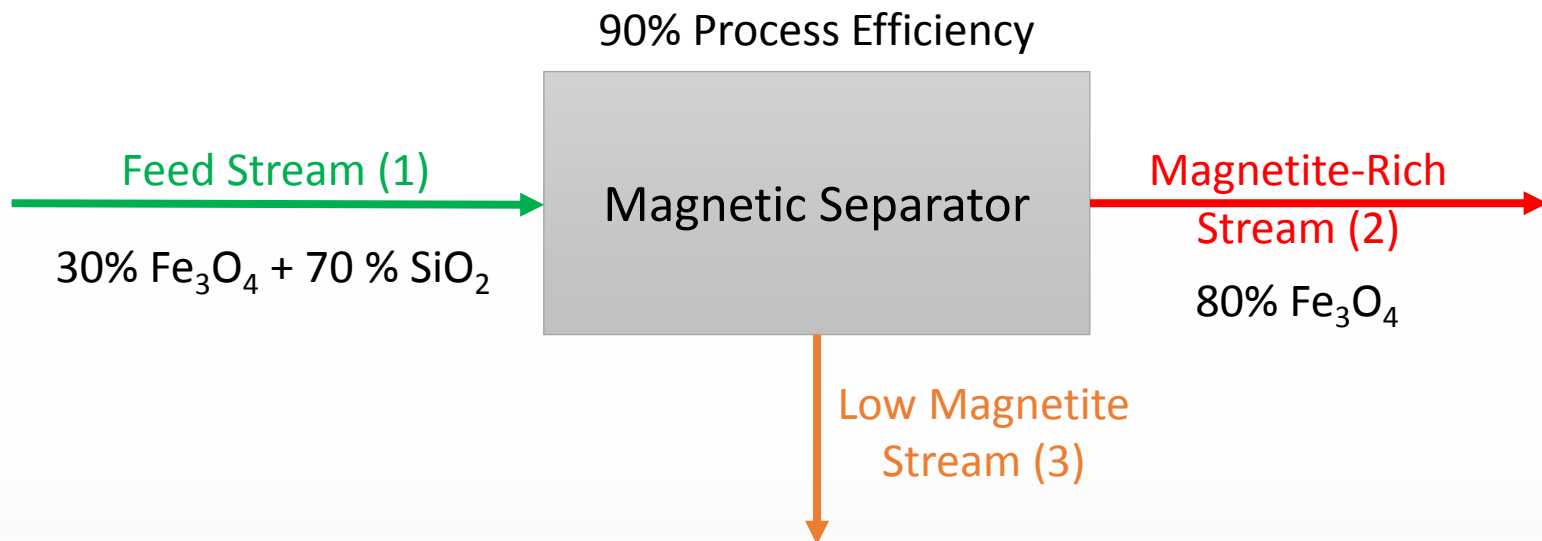 90% Process Efficiency
Feed Stream (1)
30% Fe₃O₄ + 70 % SiO₂
Magnetic Separator
Magnetite-Rich
Stream (2)
80% Fe₃O₄
Low Magnetite
Stream (3)